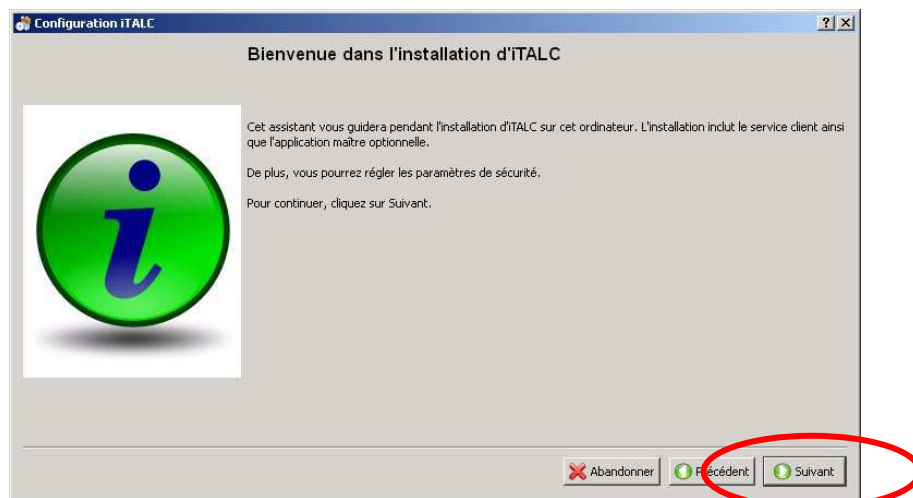 Configuration iTALC
Bienvenue dans l'installation d'iTALC
Cet assistant vous guidera pendant l'installation d'iTALC sur cet ordinateur. L'installation inclut le service client ainsi
que l'application maître optionnelle.
De plus, vous pourrez régler les paramètres de sécurité.
Pour continuer, cliquez sur Suivant.
Abandonner Précédent Suivant